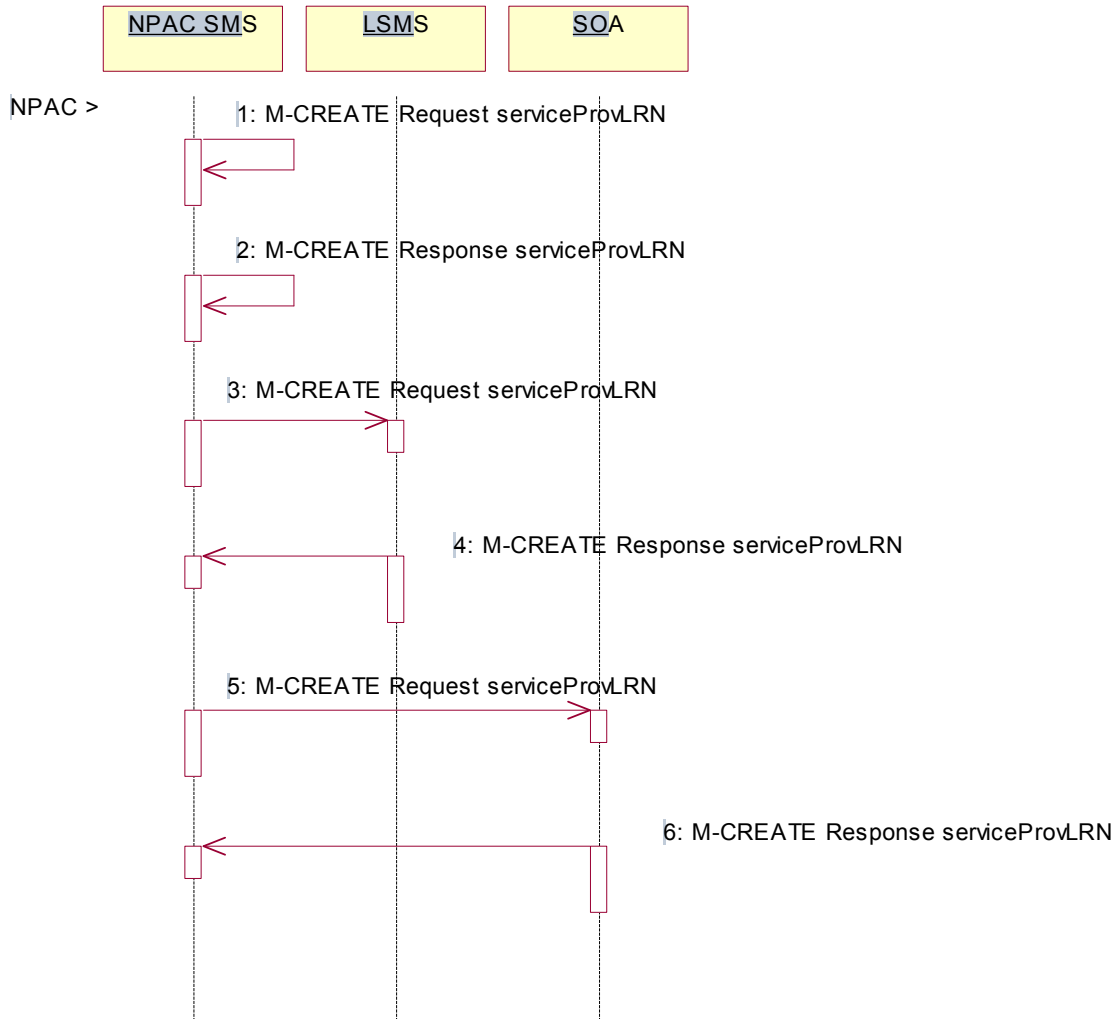 NPAC SMS
LSMS
SOA
NPAC >
1: M-CREATE Request serviceProvLRN
2: M-CREATE Response serviceProvLRN
3: M-CREATE Request serviceProvLRN
4: M-CREATE Response serviceProvLRN
5: M-CREATE Request serviceProvLRN
6: M-CREATE Response serviceProvLRN